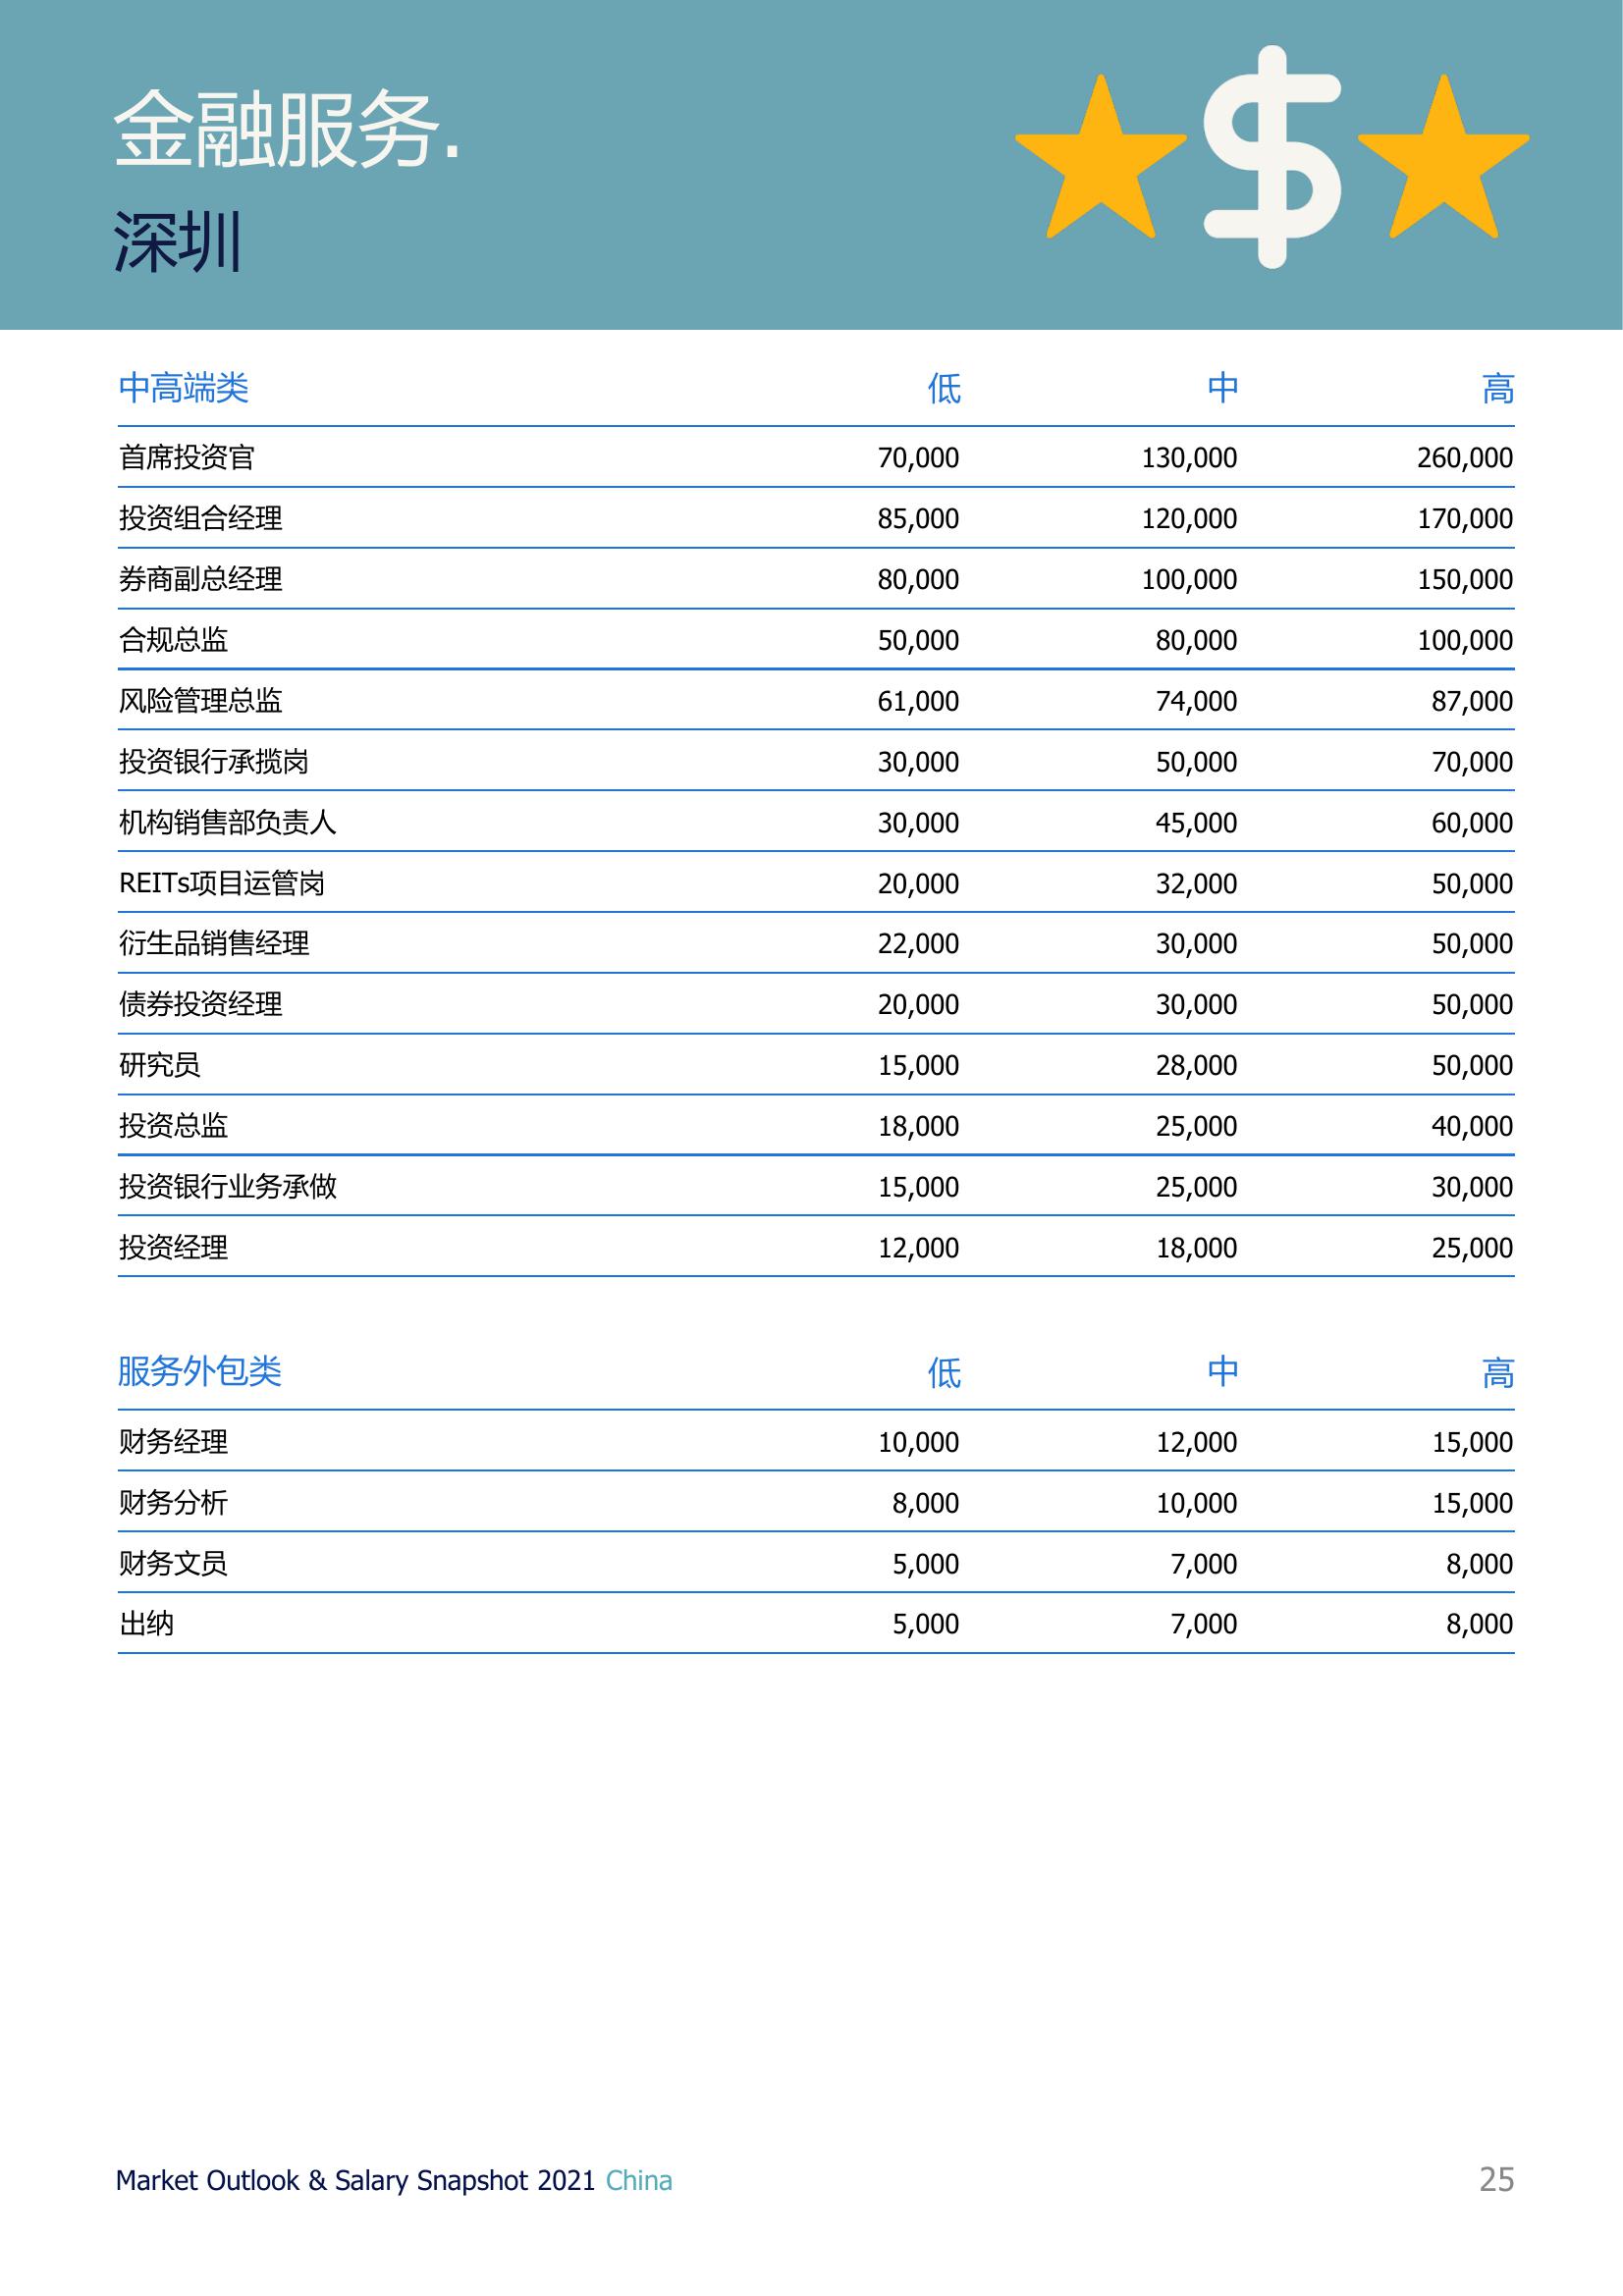 金融服务.
深圳
中高端类 低 中 高
首席投资官 70,000 130,000 260,000
投资组合经理 85,000 120,000 170,000
券商副总经理 80,000 100,000 150,000
合规总监 50,000 80,000 100,000
风险管理总监 61,000 74,000 87,000
投资银行承揽岗 30,000 50,000 70,000
机构销售部负责人 30,000 45,000 60,000
REITs项目运管岗 20,000 32,000 50,000
衍生品销售经理 22,000 30,000 50,000
债券投资经理 20,000 30,000 50,000
研究员 15,000 28,000 50,000
投资总监 18,000 25,000 40,000
投资银行业务承做 15,000 25,000 30,000
投资经理 12,000 18,000 25,000
服务外包类 低 中 高
财务经理 10,000 12,000 15,000
财务分析 8,000 10,000 15,000
财务文员 5,000 7,000 8,000
出纳 5,000 7,000 8,000
Market Outlook & Salary Snapshot 2021 China 25